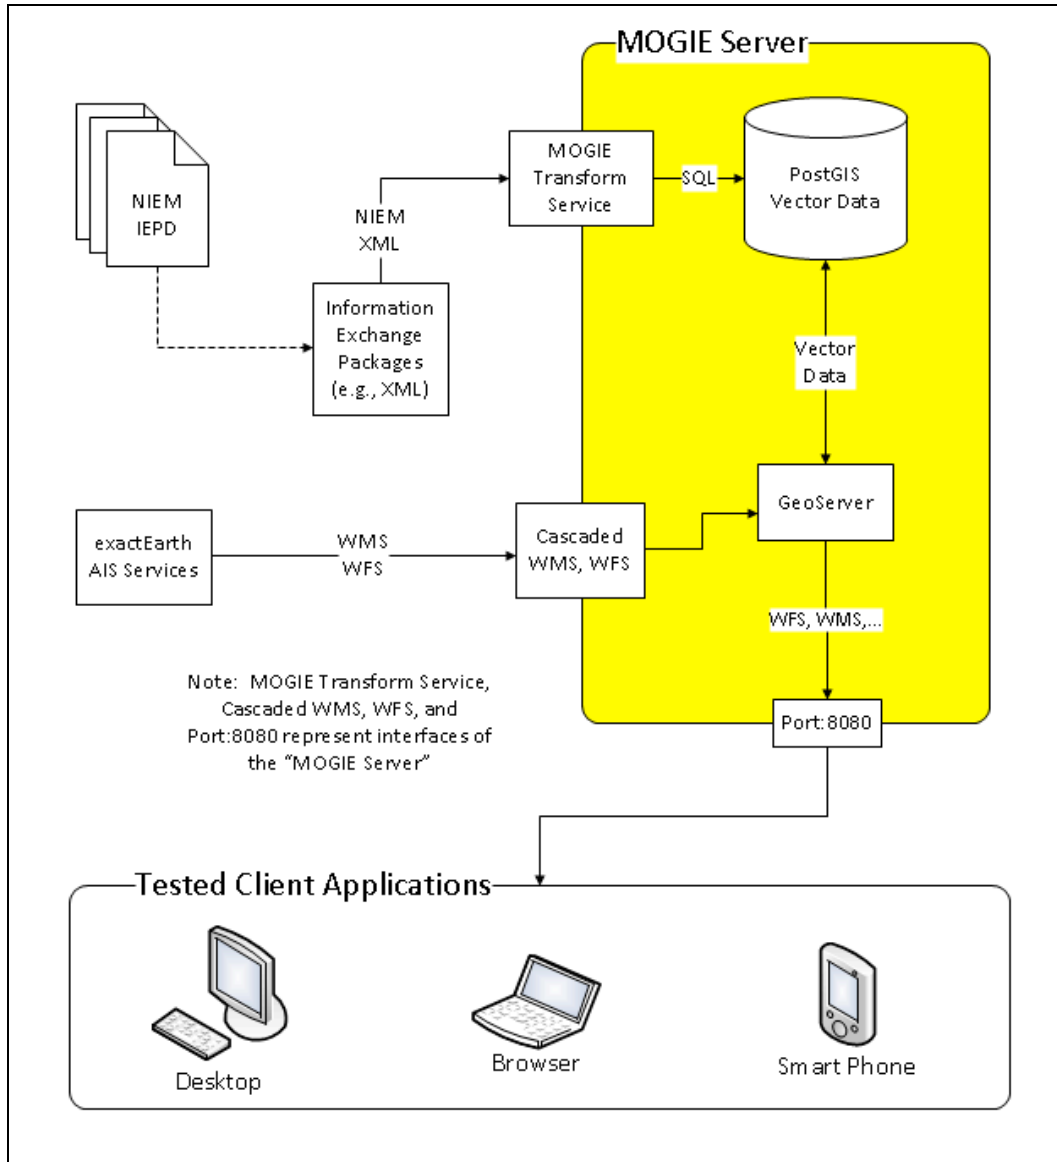 MOGIE Server
NIEM
IEPD
MOGIE
Transform
Service
SQL
PostGIS
Vector Data
NIEM
XML
Information
Exchange
Packages
(e.g., XML)
Vector
Data
GeoServer
exactEarth
AIS Services
WMS
WFS
Cascaded
WMS, WFS
WFS, WMS,...
Note: MOGIE Transform Service,
Cascaded WMS, WFS, and
Port:8080 represent interfaces of
the “MOGIE Server”
Port:8080
Tested Client Applications
Desktop
Browser
Smart Phone